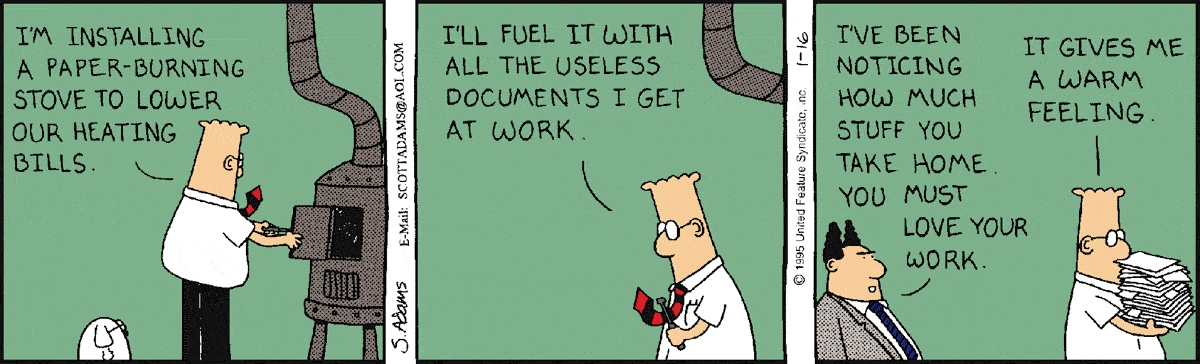 I'M INSTALLING
A PAPER-BURNING
STOVE TO LOWER
OUR HEATING
BILLS.
S. Adams
E-Mail: SCOTTADAMS@AOL.COM
I'LL FUEL IT WITH
ALL THE USELESS
DOCUMENTS I GET
AT WORK.
1-16
© 1995 United Feature Syndicate, Inc.
I'VE BEEN
NOTICING
HOW MUCH
STUFF YOU
TAKE HOME.
YOU MUST
LOVE YOUR
WORK.
IT GIVES ME
A WARM
FEELING.